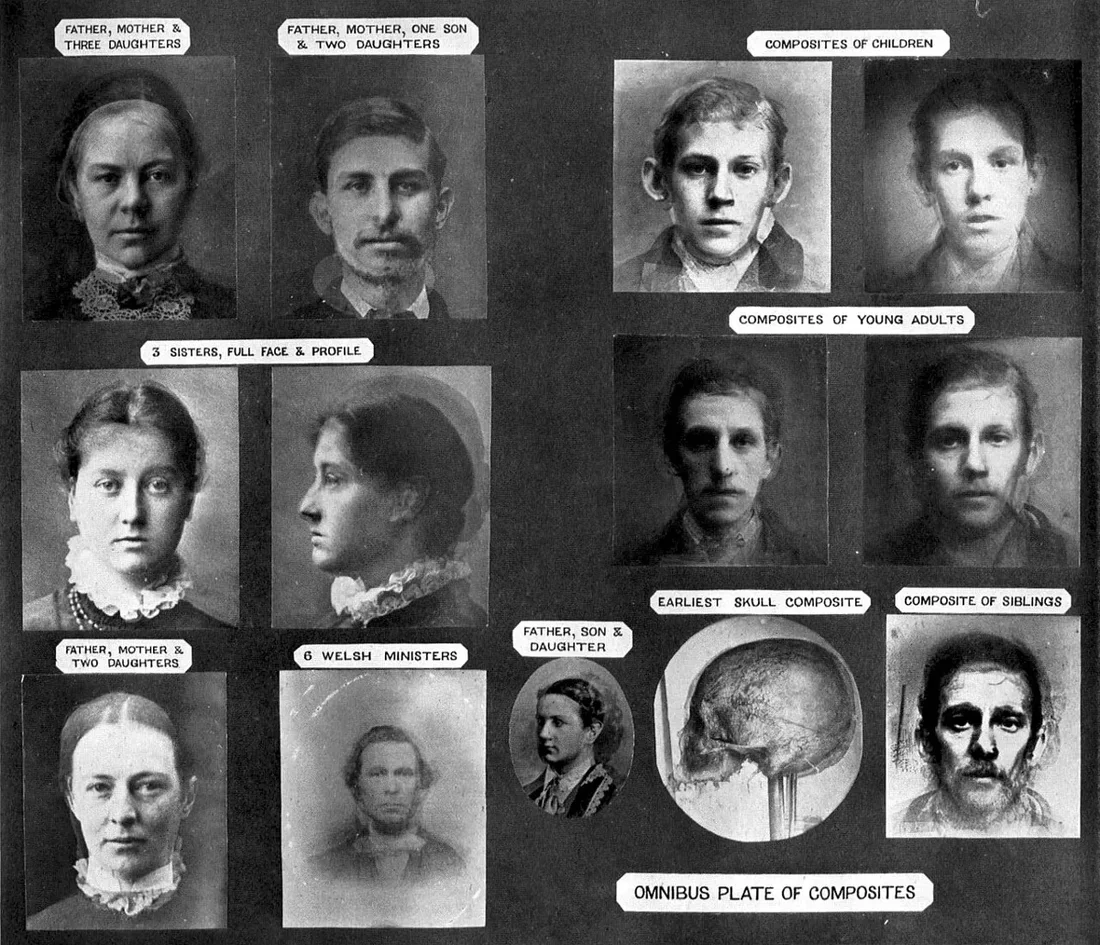 FATHER, MOTHER &
THREE DAUGHTERS
FATHER, MOTHER, ONE SON
& TWO DAUGHTERS
COMPOSITES OF CHILDREN
3 SISTERS, FULL FACE & PROFILE
COMPOSITES OF YOUNG ADULTS
FATHER, MOTHER &
TWO DAUGHTERS
6 WELSH MINISTERS
FATHER, SON &
DAUGHTER
EARLIEST SKULL COMPOSITE
COMPOSITE OF SIBLINGS
OMNIBUS PLATE OF COMPOSITES